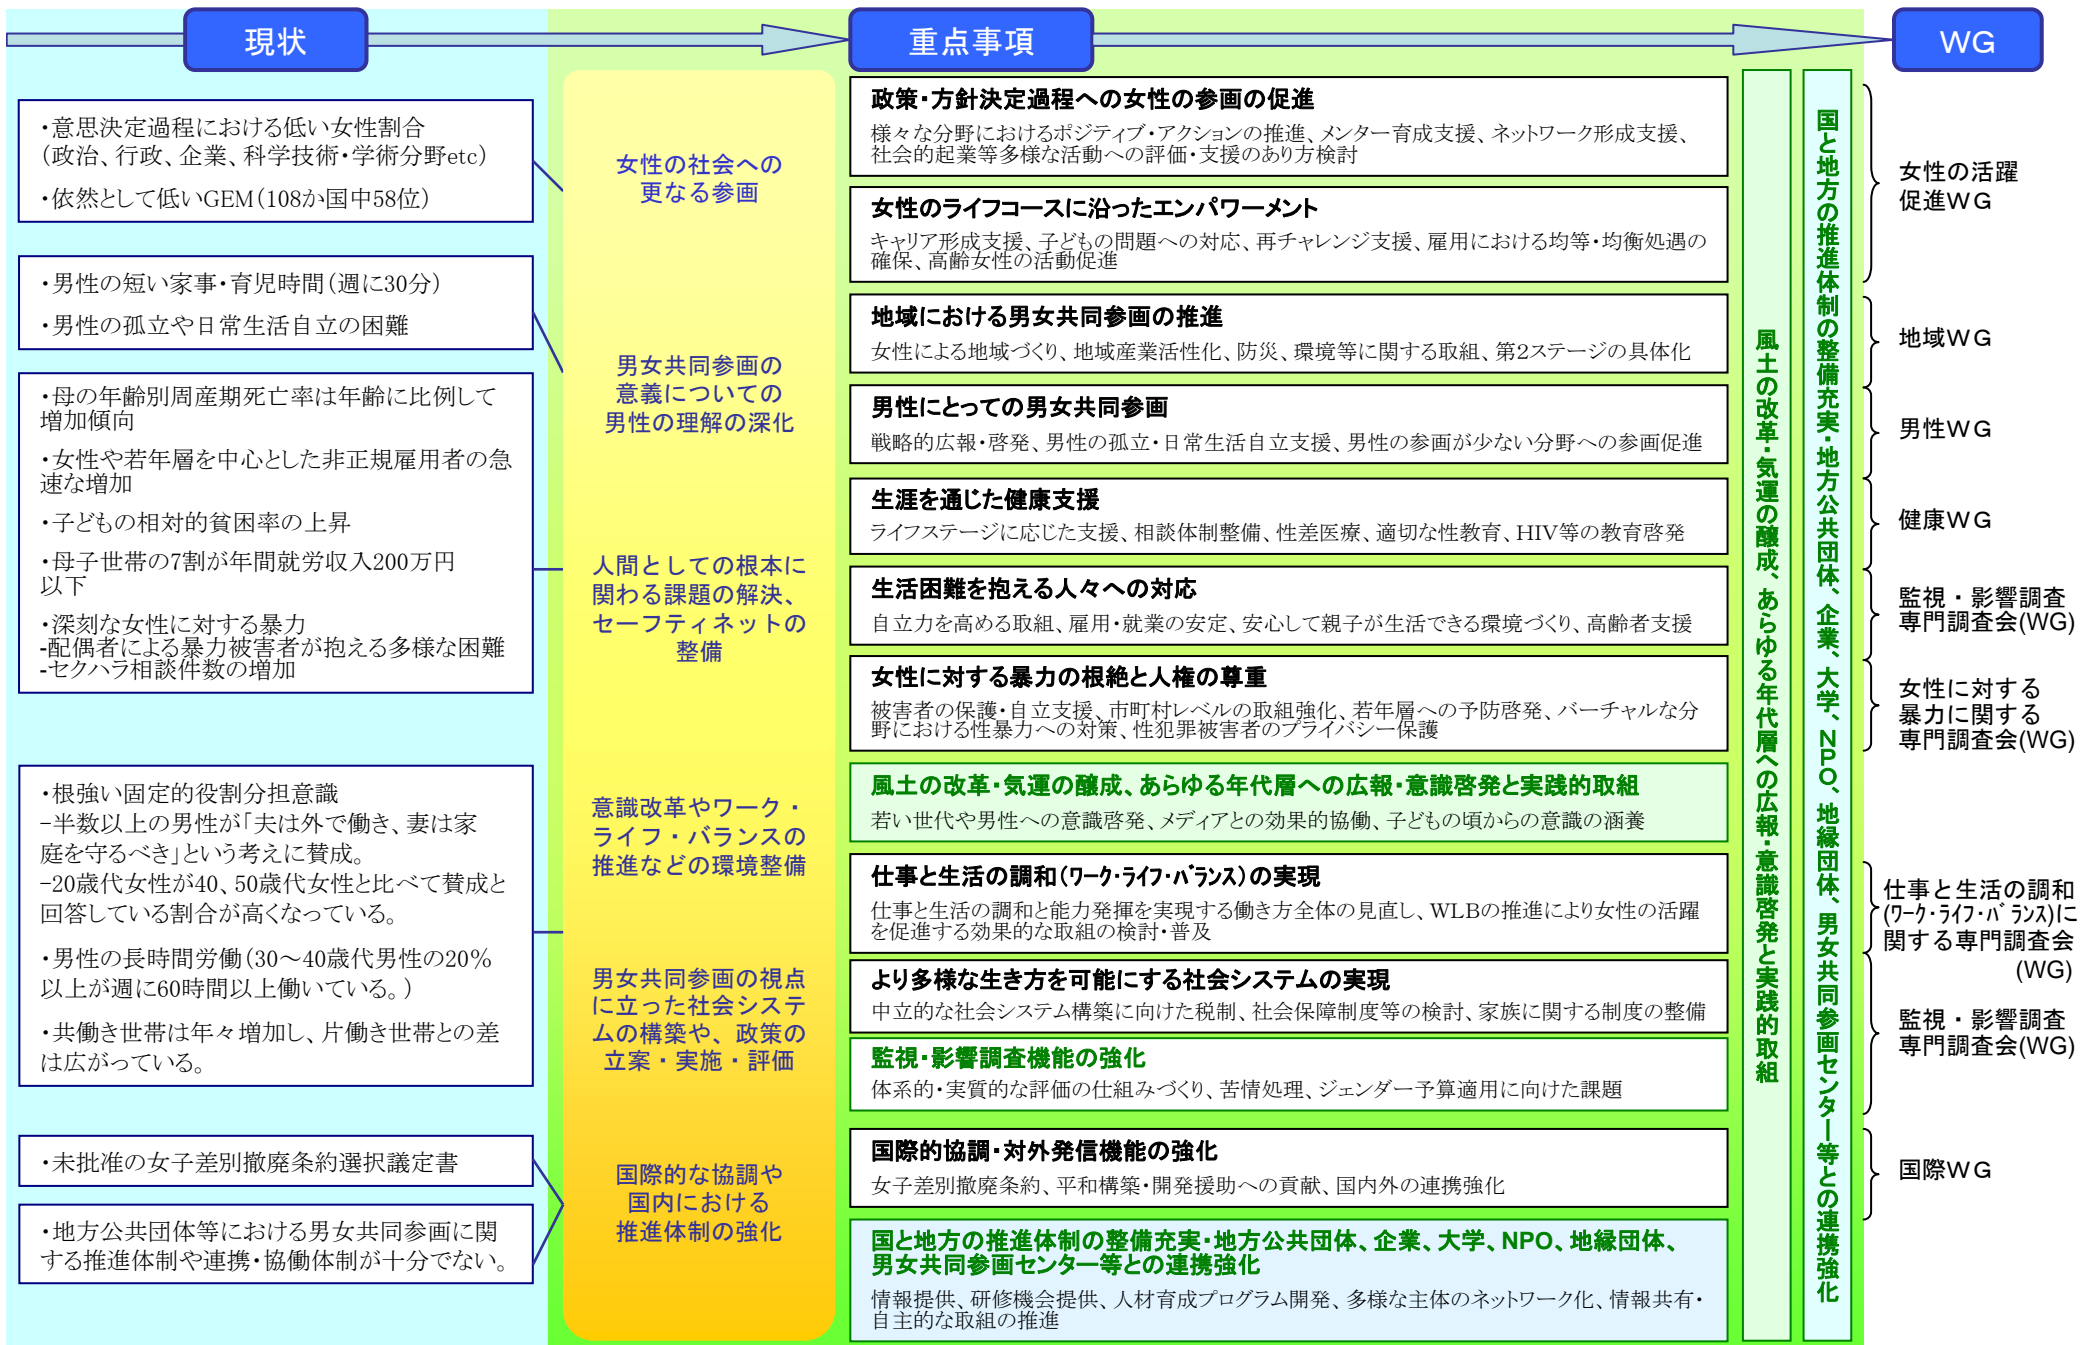 現状
重点事項
WG
・意思決定過程における低い女性割合
（政治、行政、企業、科学技術・学術分野etc）
・依然として低いGEM（108か国中58位）
・男性の短い家事・育児時間（週に30分）
・男性の孤立や日常生活自立の困難
・母の年齢別周産期死亡率は年齢に比例して
増加傾向
・女性や若年層を中心とした非正規雇用者の急
速な増加
・子どもの相対的貧困率の上昇
・母子世帯の7割が年間就労収入200万円
以下
・深刻な女性に対する暴力
-配偶者による暴力被害者が抱える多様な困難
-セクハラ相談件数の増加
・根強い固定的役割分担意識
−半数以上の男性が「夫は外で働き、妻は家
庭を守るべき」という考えに賛成。
−20歳代女性が40、50歳代女性と比べて賛成と
回答している割合が高くなっている。
・男性の長時間労働（30～40歳代男性の20％
以上が週に60時間以上働いている。）
・共働き世帯は年々増加し、片働き世帯との差
は広がっている。
・未批准の女子差別撤廃条約選択議定書
・地方公共団体等における男女共同参画に関
する推進体制や連携・協働体制が十分でない。
女性の社会への
更なる参画
男女共同参画の
意義についての
男性の理解の深化
人間としての根本に
関わる課題の解決、
セーフティネットの
整備
意識改革やワーク・
ライフ・バランスの
推進などの環境整備
男女共同参画の視点
に立った社会システ
ムの構築や、政策の
立案・実施・評価
国際的な協調や
国内における
推進体制の強化
政策・方針決定過程への女性の参画の促進
様々な分野におけるポジティブ・アクションの推進、メンター育成支援、ネットワーク形成支援、
社会的起業等多様な活動への評価・支援のあり方検討
女性のライフコースに沿ったエンパワーメント
キャリア形成支援、子どもの問題への対応、再チャレンジ支援、雇用における均等・均衡処遇の
確保、高齢女性の活動促進
地域における男女共同参画の推進
女性による地域づくり、地域産業活性化、防災、環境等に関する取組、第2ステージの具体化
男性にとっての男女共同参画
戦略的広報・啓発、男性の孤立・日常生活自立支援、男性の参画が少ない分野への参画促進
生涯を通じた健康支援
ライフステージに応じた支援、相談体制整備、性差医療、適切な性教育、HIV等の教育啓発
生活困難を抱える人々への対応
自立力を高める取組、雇用・就業の安定、安心して親子が生活できる環境づくり、高齢者支援
女性に対する暴力の根絶と人権の尊重
被害者の保護・自立支援、市町村レベルの取組強化、若年層への予防啓発、バーチャルな分
野における性暴力への対策、性犯罪被害者のプライバシー保護
風土の改革・気運の醸成、あらゆる年代層への広報・意識啓発と実践的取組
若い世代や男性への意識啓発、メディアとの効果的協働、子どもの頃からの意識の涵養
仕事と生活の調和（ﾜｰｸ・ﾗｲﾌ・ﾊﾞﾗﾝｽ）の実現
仕事と生活の調和と能力発揮を実現する働き方全体の見直し、WLBの推進により女性の活躍
を促進する効果的な取組の検討・普及
より多様な生き方を可能にする社会システムの実現
中立的な社会システム構築に向けた税制、社会保障制度等の検討、家族に関する制度の整備
監視・影響調査機能の強化
体系的・実質的な評価の仕組みづくり、苦情処理、ジェンダー予算適用に向けた課題
国際的協調・対外発信機能の強化
女子差別撤廃条約、平和構築・開発援助への貢献、国内外の連携強化
国と地方の推進体制の整備充実・地方公共団体、企業、大学、NPO、地縁団体、
男女共同参画センター等との連携強化
情報提供、研修機会提供、人材育成プログラム開発、多様な主体のネットワーク化、情報共有・
自主的な取組の推進
風土の改革・気運の醸成、あらゆる年代層への広報・意識啓発と実践的取組
国と地方の推進体制の整備充実・地方公共団体、企業、大学、NPO、地縁団体、男女共同参画センター等との連携強化
女性の活躍
促進WG
地域WG
男性WG
健康WG
監視・影響調査
専門調査会(WG)
女性に対する
暴力に関する
専門調査会(WG)
仕事と生活の調和
(ﾜｰｸ・ﾗｲﾌ・ﾊﾞﾗﾝｽ)に
関する専門調査会
(WG)
監視・影響調査
専門調査会(WG)
国際WG